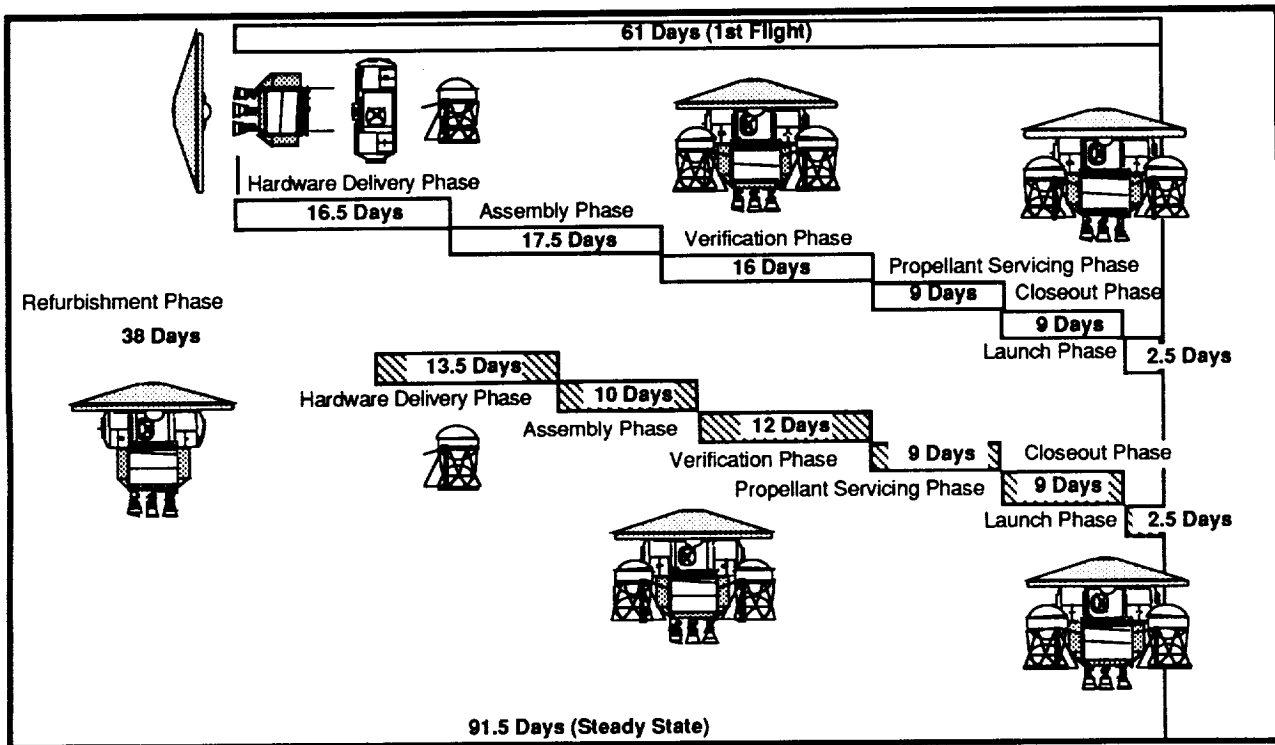 61 Days (1st Flight)
Hardware Delivery Phase
16.5 Days
Assembly Phase
17.5 Days
Verification Phase
16 Days
Propellant Servicing Phase
9 Days
Closeout Phase
9 Days
Launch Phase
2.5 Days
Refurbishment Phase
38 Days
13.5 Days
Hardware Delivery Phase
10 Days
Assembly Phase
12 Days
Verification Phase
9 Days
Propellant Servicing Phase
Closeout Phase
9 Days
Launch Phase
2.5 Days
91.5 Days (Steady State)